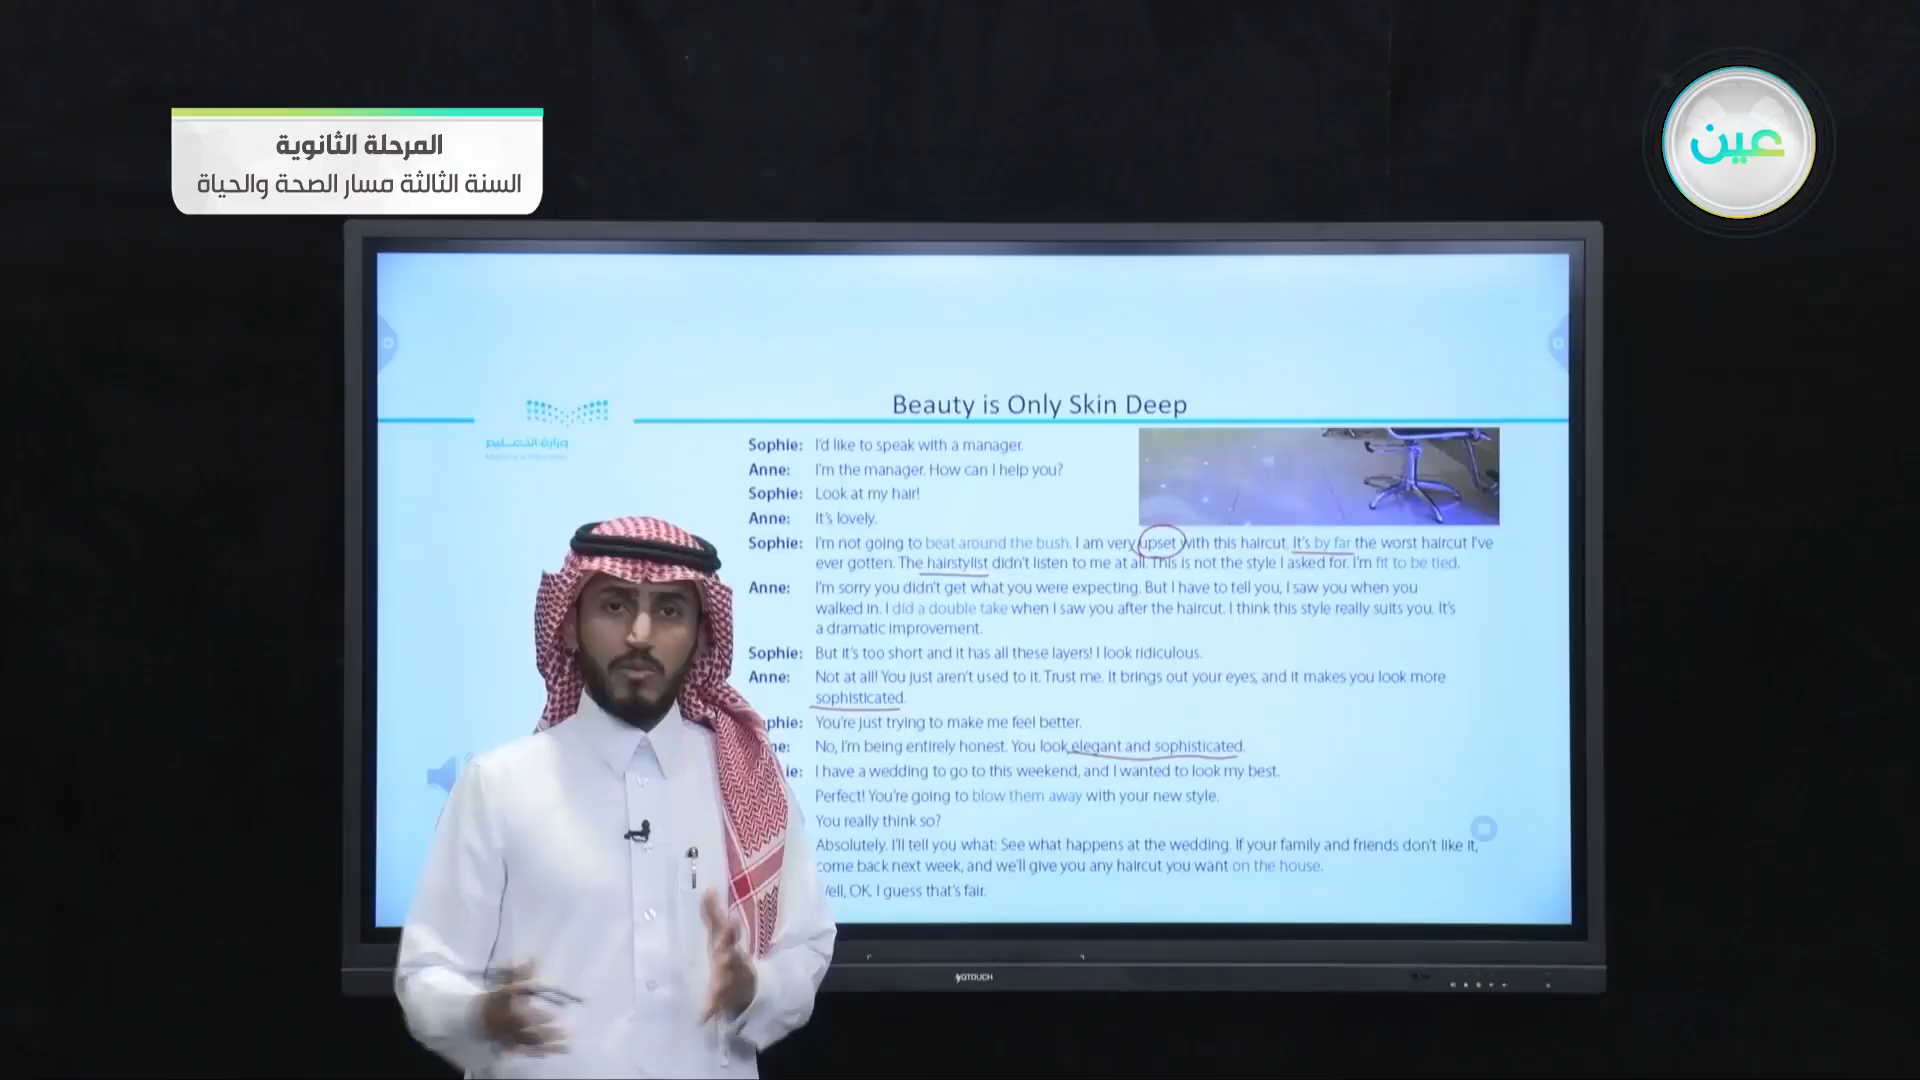 المرحلة الثانوية
السنة الثالثة مسار الصحة والحياة
عين
Beauty is Only Skin Deep
وزارة التعليم
Sophie: I'd like to speak with a manager.
Anne: I'm the manager. How can I help you?
Sophie: Look at my hair!
Anne: It's lovely.
Sophie: I'm not going to beat around the bush. I am very upset with this haircut. It's by far the worst haircut I've
ever gotten. The hairstylist didn't listen to me at all. This is not the style I asked for. I'm fit to be tied.
Anne: I'm sorry you didn't get what you were expecting. But I have to tell you, I saw you when you
walked in. I did a double take when I saw you after the haircut. I think this style really suits you. It's
a dramatic improvement.
Sophie: But it's too short and it has all these layers! I look ridiculous.
Anne: Not at all! You just aren't used to it. Trust me. It brings out your eyes, and it makes you look more
sophisticated.
phie: You're just trying to make me feel better.
ne: No, I'm being entirely honest. You look elegant and sophisticated.
ie: I have a wedding to go to this weekend, and I wanted to look my best.
Perfect! You're going to blow them away with your new style.
You really think so?
Absolutely. I'll tell you what: See what happens at the wedding. If your family and friends don't like it,
come back next week, and we'll give you any haircut you want on the house.
ell, OK. I guess that's fair.
QTOUCH